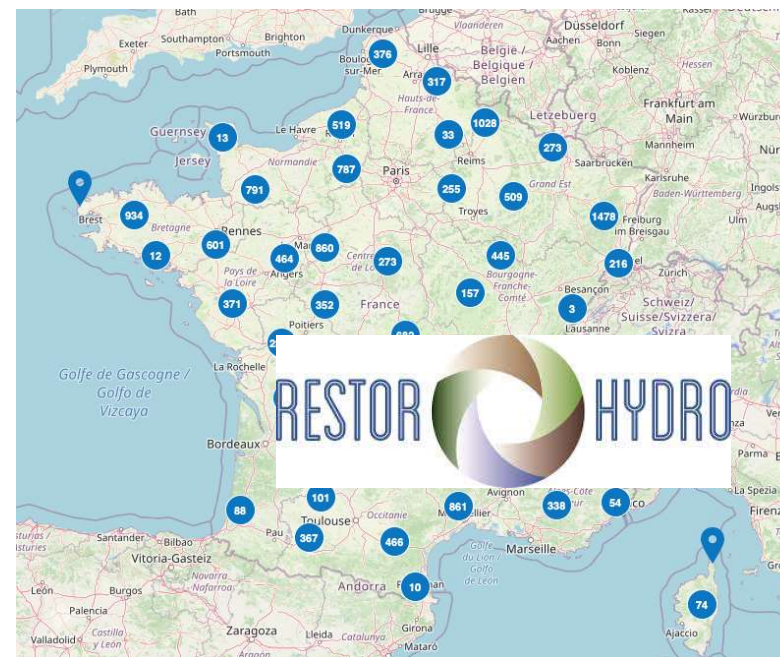 Bath
Brugge
Vlaanderen
Düsseldorf
Exeter
Southampton
Brighton
Dunkerque
Siegen
Portsmouth
Lille
België /
Belgique /
Belgien
Aachen
Bonn
Plymouth
376
sur-Mer
317
Koblenz
Hessen
Hauts-de-
France
Frankfurt am
Main
Guernsey
13
Le Havre
519
33
1028
Letzebuerg
Jersey
Normandie
Reims
273
Saarbrücken
Mannheim
787
Paris
Karlsruhe
791
255
509
Grand Est
Baden-Württemberg
Brest
934
Bretagne
Rennes
Troyes
1478
Freiburg
im Breisgau
Ulm
12
601
464
860
273
445
216
Angers
Bourgogne-
Franche-
Comté
Zürich
Pays de
la Loire
371
352
France
157
Besançon
3
Schweiz/
Suisse/Svizzera/
Svizra
Poitiers
Lausanne
La Rochelle
Golfe de Gascogne /
Golfo de
Vizcaya
RESTOR HYDRO
Bordeaux
Parma
Avignon
La Spezia
88
101
861
338
54
Toulouse
Occitanie
Pau
367
466
Marseille
Santander
Bilbao
Vitoria-Gasteiz
Golfe
du Lion /
Golfo
de León
León
Burgos
Navarra
Nafarroa
Andorra
10
Palencia
74
Valladolid
Castilla
y León
Zaragoza
Lleida
Catalunya
Girona
Mataró
Ajaccio
Aragón